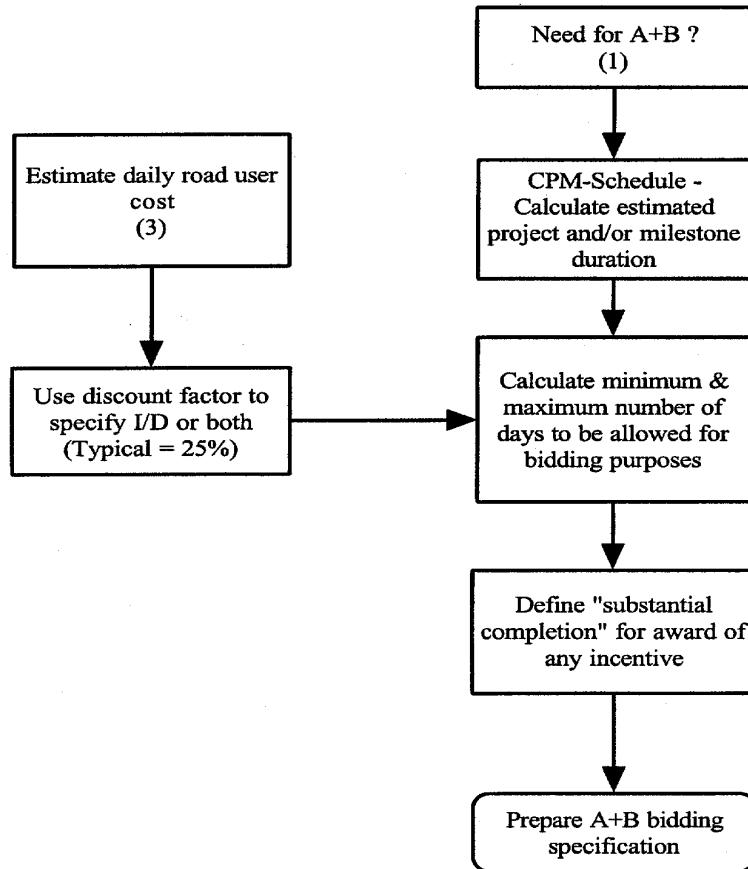 Need for A+B ?
(1)
Estimate daily road user
cost
(3)
CPM-Schedule -
Calculate estimated
project and/or milestone
duration
Use discount factor to
specify I/D or both
(Typical = 25%)
Calculate minimum &
maximum number of
days to be allowed for
bidding purposes
Define "substantial
completion" for award of
any incentive
Prepare A+B bidding
specification